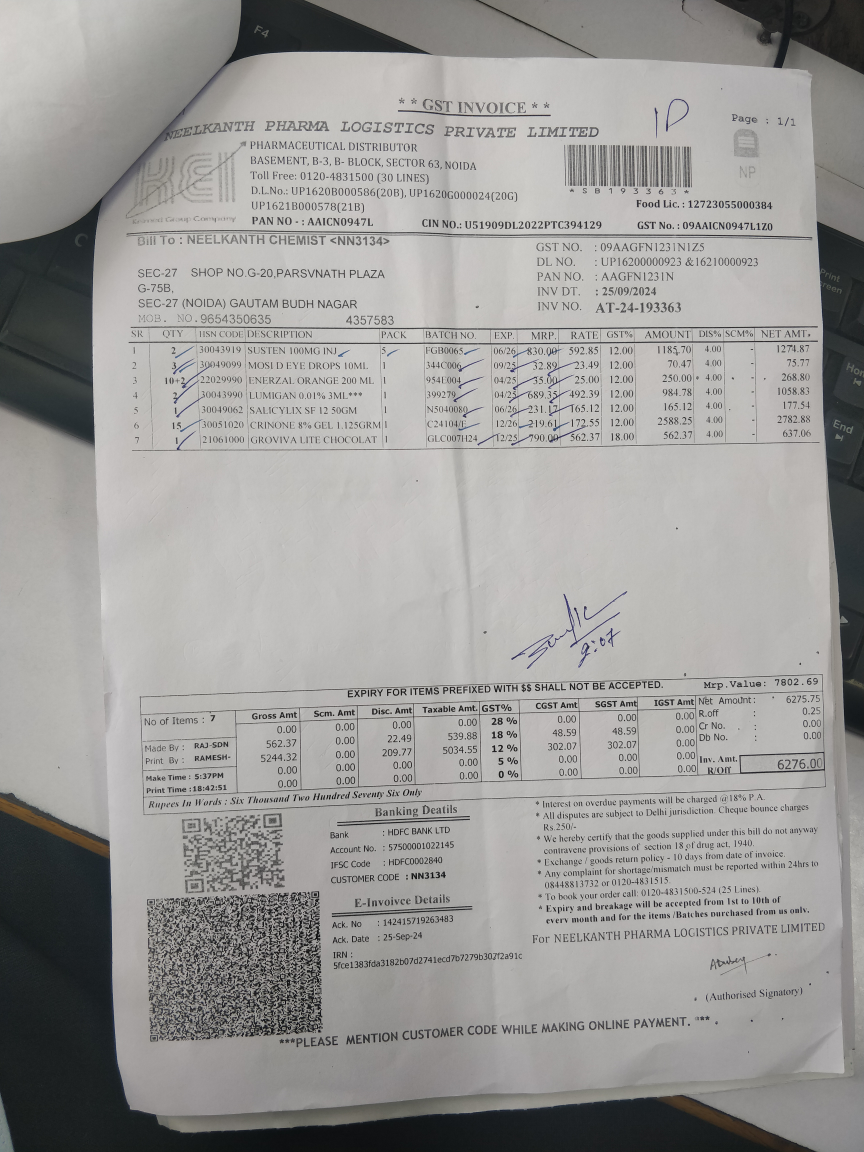 F4
** GST INVOICE **
1P
Page : 1/1
NEELKANTH PHARMA LOGISTICS PRIVATE LIMITED
PHARMACEUTICAL DISTRIBUTOR
BASEMENT, B-3, B- BLOCK, SECTOR 63, NOIDA
Toll Free: 0120-4831500 (30 LINES)
D.L.No.: UP1620B000586(20B), UP1620G000024(20G)
UP1621B000578(21B)
PAN NO - : AAICN0947L
CIN NO.: U51909DL2022PTC394129
*SB193363*
NP
Food Lic. : 12723055000384
GST No. : 09AAICN0947L1Z0
KEI
Group Company
Bill To : NEELKANTH CHEMIST <NN3134>
SEC-27 SHOP NO.G-20,PARSVNATH PLAZA
G-75B,
SEC-27 (NOIDA) GAUTAM BUDH NAGAR
MOB. NO.9654350635 4357583
GST NO. : 09AAGFN1231N1Z5
DL NO. : UP16200000923 &16210000923
PAN NO. : AAGFN1231N
INV DT. : 25/09/2024
INV NO. AT-24-193363
SR QTY HSN CODE DESCRIPTION PACK BATCH NO. EXP. MRP. RATE GST% AMOUNT DIS% SCM% NET AMT.
1 2 30043919 SUSTEN 100MG INJ 5 FGB0065 06/26 830.00 592.85 12.00 1185.70 4.00 - 1274.87
2 3 30049099 MOSI D EYE DROPS 10ML 1 344C006 09/25 32.89 23.49 12.00 70.47 4.00 - 75.77
3 10+2 22029990 ENERZAL ORANGE 200 ML 1 954L004 04/25 35.00 25.00 12.00 250.00 4.00 - 268.80
4 2 30043990 LUMIGAN 0.01% 3ML*** 1 399279 04/25 689.35 492.39 12.00 984.78 4.00 - 1058.83
5 1 30049062 SALICYLIX SF 12 50GM 1 N5040080 06/26 231.17 165.12 12.00 165.12 4.00 - 177.54
6 15 30051020 CRINONE 8% GEL 1.125GRM 1 C24104 12/26 219.61 172.55 12.00 2588.25 4.00 - 2782.88
7 1 21061000 GROVIVA LITE CHOCOLAT 1 GLC007H24 12/25 790.00 562.37 18.00 562.37 4.00 - 637.06
EXPIRY FOR ITEMS PREFIXED WITH $$ SHALL NOT BE ACCEPTED.
Mrp.Value: 7802.69
No of Items : 7
Made By : RAJ-SDN
Print By : RAMESH-
Make Time : 5:37PM
Print Time :18:42:51
Gross Amt Scm. Amt Disc. Amt Taxable Amt. GST% CGST Amt SGST Amt IGST Amt
0.00 0.00 0.00 0.00 28 % 0.00 0.00 0.00
562.37 0.00 22.49 539.88 18 % 48.59 48.59 0.00
5244.32 0.00 209.77 5034.55 12 % 302.07 302.07 0.00
0.00 0.00 0.00 0.00 5 % 0.00 0.00 0.00
0.00 0.00 0.00 0.00 0 % 0.00 0.00 0.00
Net Amount: 6275.75
R.off : 0.25
Cr No. : 0.00
Db No. : 0.00
Inv. Amt. R/Off 6276.00
Rupees In Words : Six Thousand Two Hundred Seventy Six Only
Banking Deatils
Bank : HDFC BANK LTD
Account No. : 57500001022145
IFSC Code : HDFC0002840
CUSTOMER CODE : NN3134
E-Invoivce Details
Ack. No : 142415719263483
Ack. Date : 25-Sep-24
IRN :
5fce1383fda3182b07d2741ecd7b7279b302f2a91c
* Interest on overdue payments will be charged @18% P.A.
* All disputes are subject to Delhi jurisdiction. Cheque bounce charges
Rs.250/-
* We hereby certify that the goods supplied under this bill do not anyway
contravene provisions of section 18 of drug act, 1940.
* Exchange / goods return policy - 10 days from date of invoice.
* Any complaint for shortage/mismatch must be reported within 24hrs to
08448813732 or 0120-4831515.
* To book your order call: 0120-4831500-524 (25 Lines).
* Expiry and breakage will be accepted from 1st to 10th of
every month and for the items /Batches purchased from us only.
For NEELKANTH PHARMA LOGISTICS PRIVATE LIMITED
(Authorised Signatory)
***PLEASE MENTION CUSTOMER CODE WHILE MAKING ONLINE PAYMENT. ***
Print
Screen
End